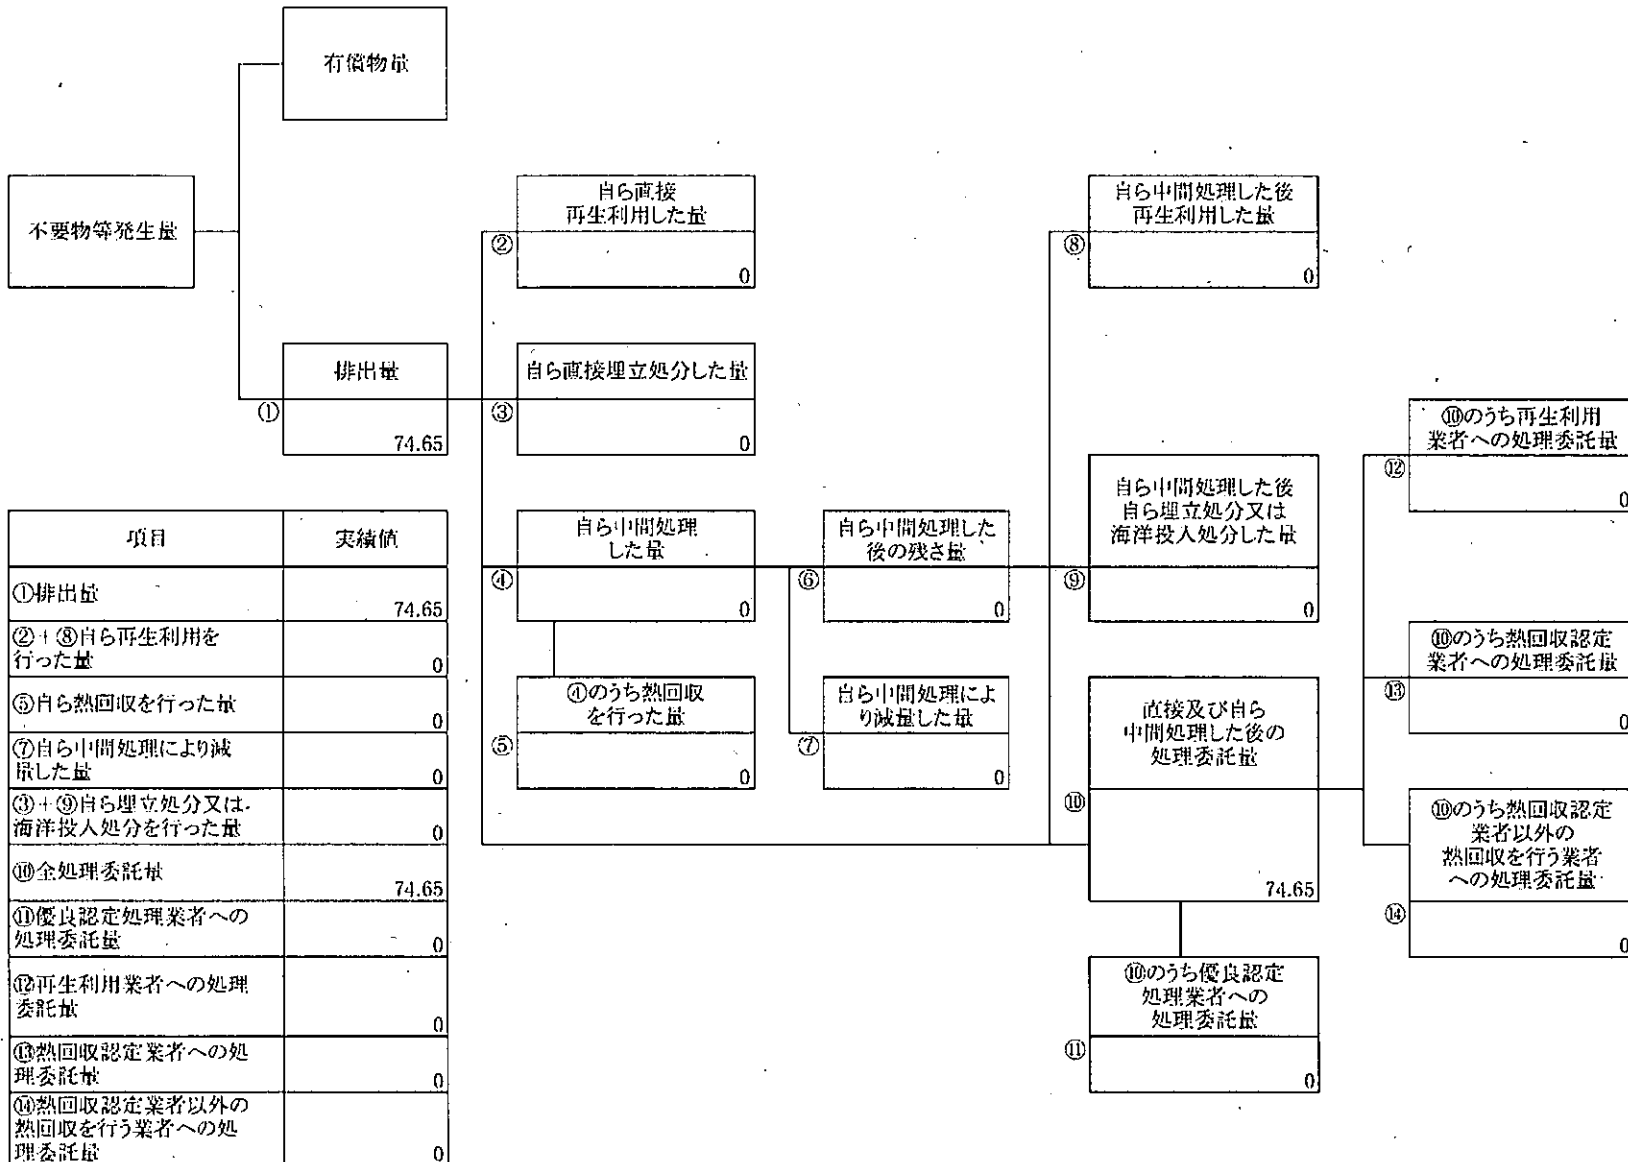 有償物量
不要物等発生量
自ら直接
再生利用した量
②
0
自ら中間処理した後
再生利用した量
⑧
0
排出量
①
74.65
自ら直接埋立処分した量
③
0
⑩のうち再生利用
業者への処理委託量
⑫
0
自ら中間処理した後
自ら埋立処分又は
海洋投入処分した量
⑨
0
自ら中間処理
した量
④
0
自ら中間処理した
後の残さ量
⑥
0
⑩のうち熱回収認定
業者への処理委託量
⑬
0
④のうち熱回収
を行った量
⑤
0
自ら中間処理によ
り減量した量
⑦
0
直接及び自ら
中間処理した後の
処理委託量
⑩
74.65
⑩のうち熱回収認定
業者以外の
熱回収を行う業者
への処理委託量
⑭
0
⑩のうち優良認定
処理業者への
処理委託量
⑪
0
項目 実績値
①排出量 74.65
②+⑧自ら再生利用を
行った量 0
⑤自ら熱回収を行った量 0
⑦自ら中間処理により減
量した量 0
③+⑨自ら埋立処分又は
海洋投入処分を行った量 0
⑩全処理委託量 74.65
⑪優良認定処理業者への
処理委託量 0
⑫再生利用業者への処理
委託量 0
⑬熱回収認定業者への処
理委託量 0
⑭熱回収認定業者以外の
熱回収を行う業者への処
理委託量 0